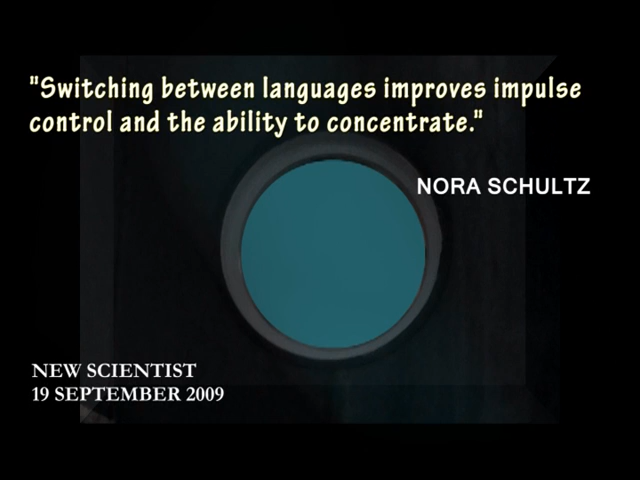 "Switching between languages improves impulse
control and the ability to concentrate."
NORA SCHULTZ
NEW SCIENTIST
19 SEPTEMBER 2009